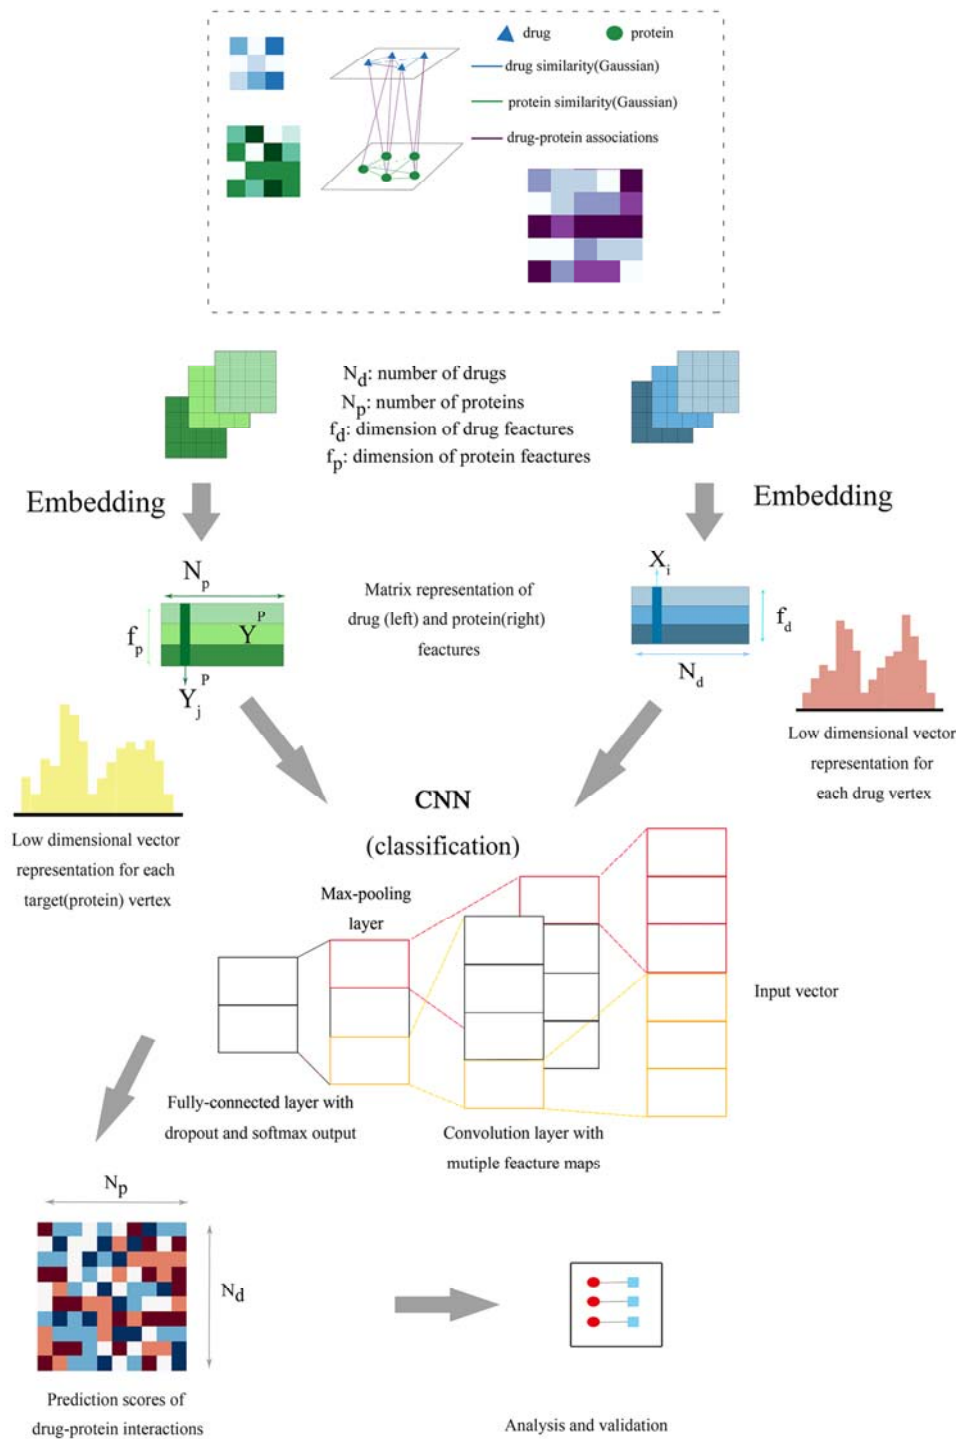 drug
protein
drug similarity(Gaussian)
protein similarity(Gaussian)
drug-protein associations
Nd: number of drugs
Np: number of proteins
fd: dimension of drug feactures
fp: dimension of protein feactures
Embedding
Embedding
Np
fp
YP
YjP
Matrix representation of
drug (left) and protein(right)
feactures
Xi
fd
Nd
Low dimensional vector
representation for
each drug vertex
Low dimensional vector
representation for each
target(protein) vertex
CNN
(classification)
Max-pooling
layer
Input vector
Fully-connected layer with
dropout and softmax output
Convolution layer with
mutiple feacture maps
Np
Nd
Prediction scores of
drug-protein interactions
Analysis and validation